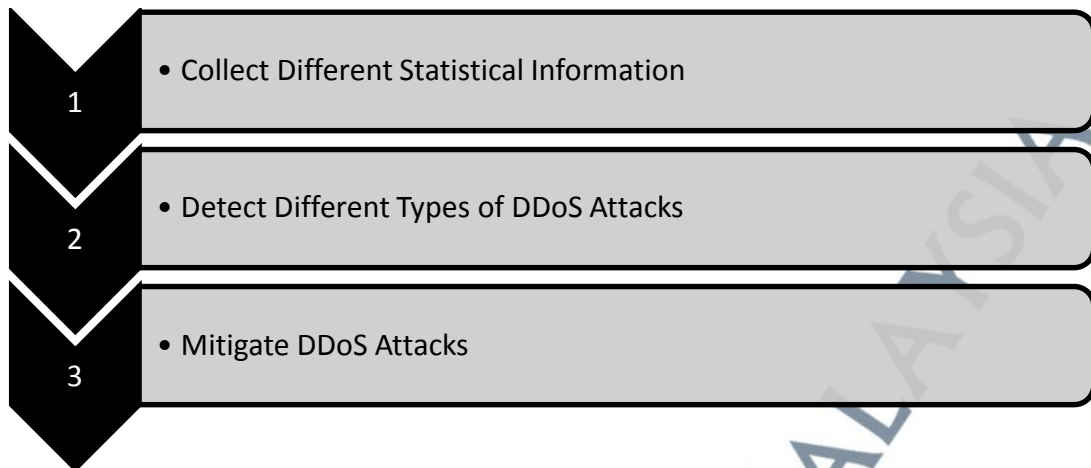 1
• Collect Different Statistical Information
2
• Detect Different Types of DDoS Attacks
3
• Mitigate DDoS Attacks